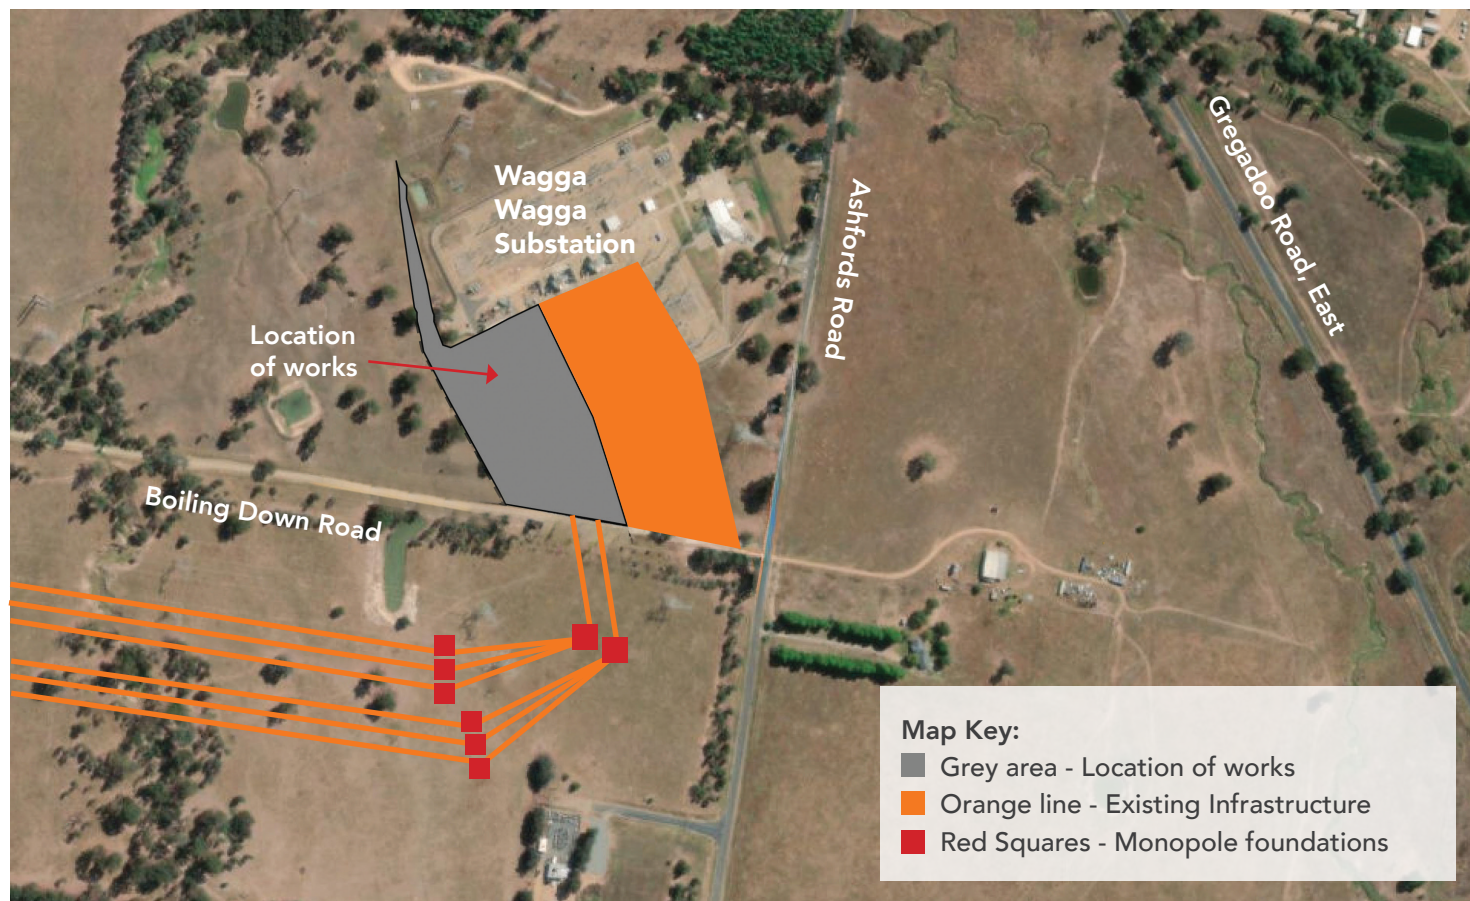 Wagga
Wagga
Substation
Ashfords Road
Gregadoo Road, East
Location
of works
Boiling Down Road
Map Key:
Grey area - Location of works
Orange line - Existing Infrastructure
Red Squares - Monopole foundations